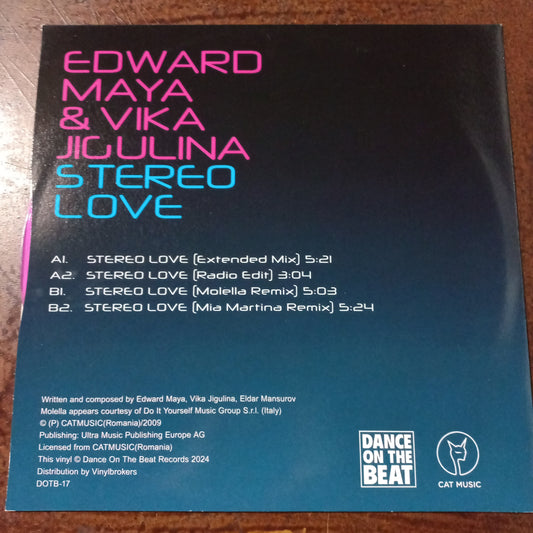 EDWARD
MAYA
& VIKA
JIGULINA
STEREO
LOVE
A1. STEREO LOVE (Extended Mix) 5:21
A2. STEREO LOVE (Radio Edit) 3:04
B1. STEREO LOVE (Molella Remix) 5:03
B2. STEREO LOVE (Mia Martina Remix) 5:24
Written and composed by Edward Maya, Vika Jigulina, Eldar Mansurov
Molella appears courtesy of Do It Yourself Music Group S.r.l. (Italy)
© (P) CATMUSIC(Romania)/2009
Publishing: Ultra Music Publishing Europe AG
Licensed from CATMUSIC(Romania)
This vinyl © Dance On The Beat Records 2024
Distribution by Vinylbrokers
DOTB-17
DANCE
ON THE
BEAT
CAT MUSIC